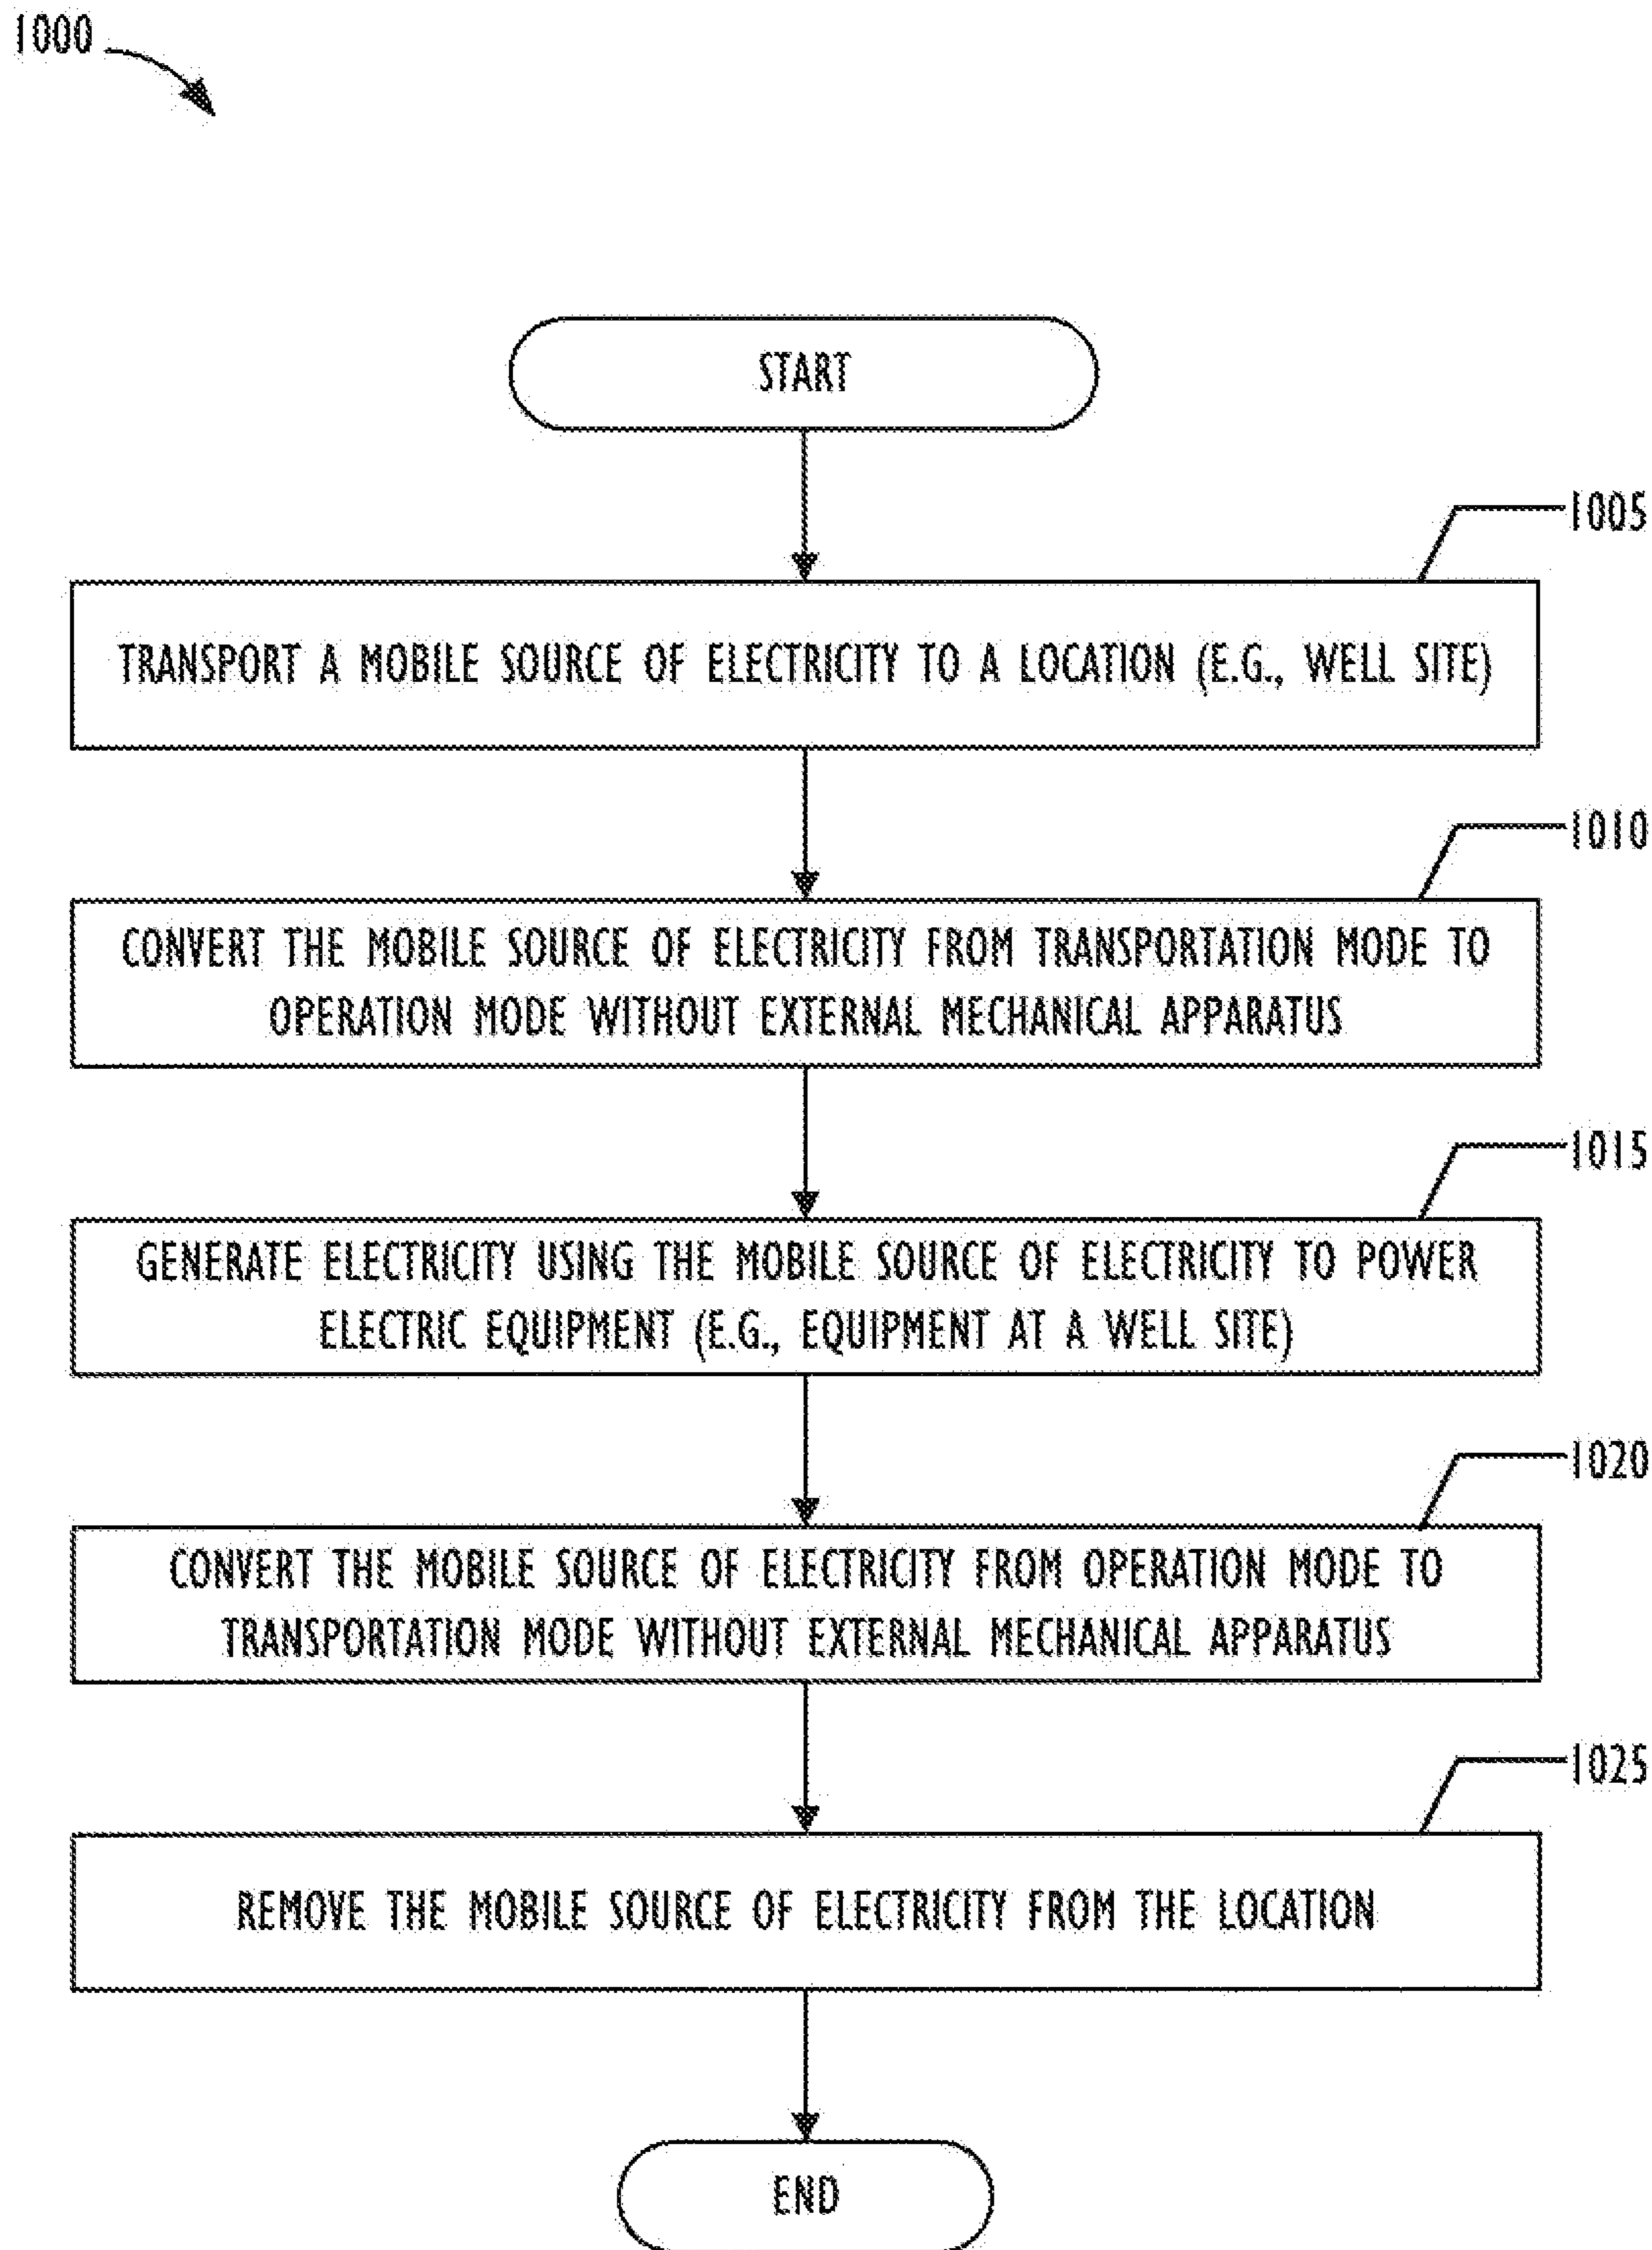 1000
START
1005
TRANSPORT A MOBILE SOURCE OF ELECTRICITY TO A LOCATION (E.G., WELL SITE)
1010
CONVERT THE MOBILE SOURCE OF ELECTRICITY FROM TRANSPORTATION MODE TO
OPERATION MODE WITHOUT EXTERNAL MECHANICAL APPARATUS
1015
GENERATE ELECTRICITY USING THE MOBILE SOURCE OF ELECTRICITY TO POWER
ELECTRIC EQUIPMENT (E.G., EQUIPMENT AT A WELL SITE)
1020
CONVERT THE MOBILE SOURCE OF ELECTRICITY FROM OPERATION MODE TO
TRANSPORTATION MODE WITHOUT EXTERNAL MECHANICAL APPARATUS
1025
REMOVE THE MOBILE SOURCE OF ELECTRICITY FROM THE LOCATION
END